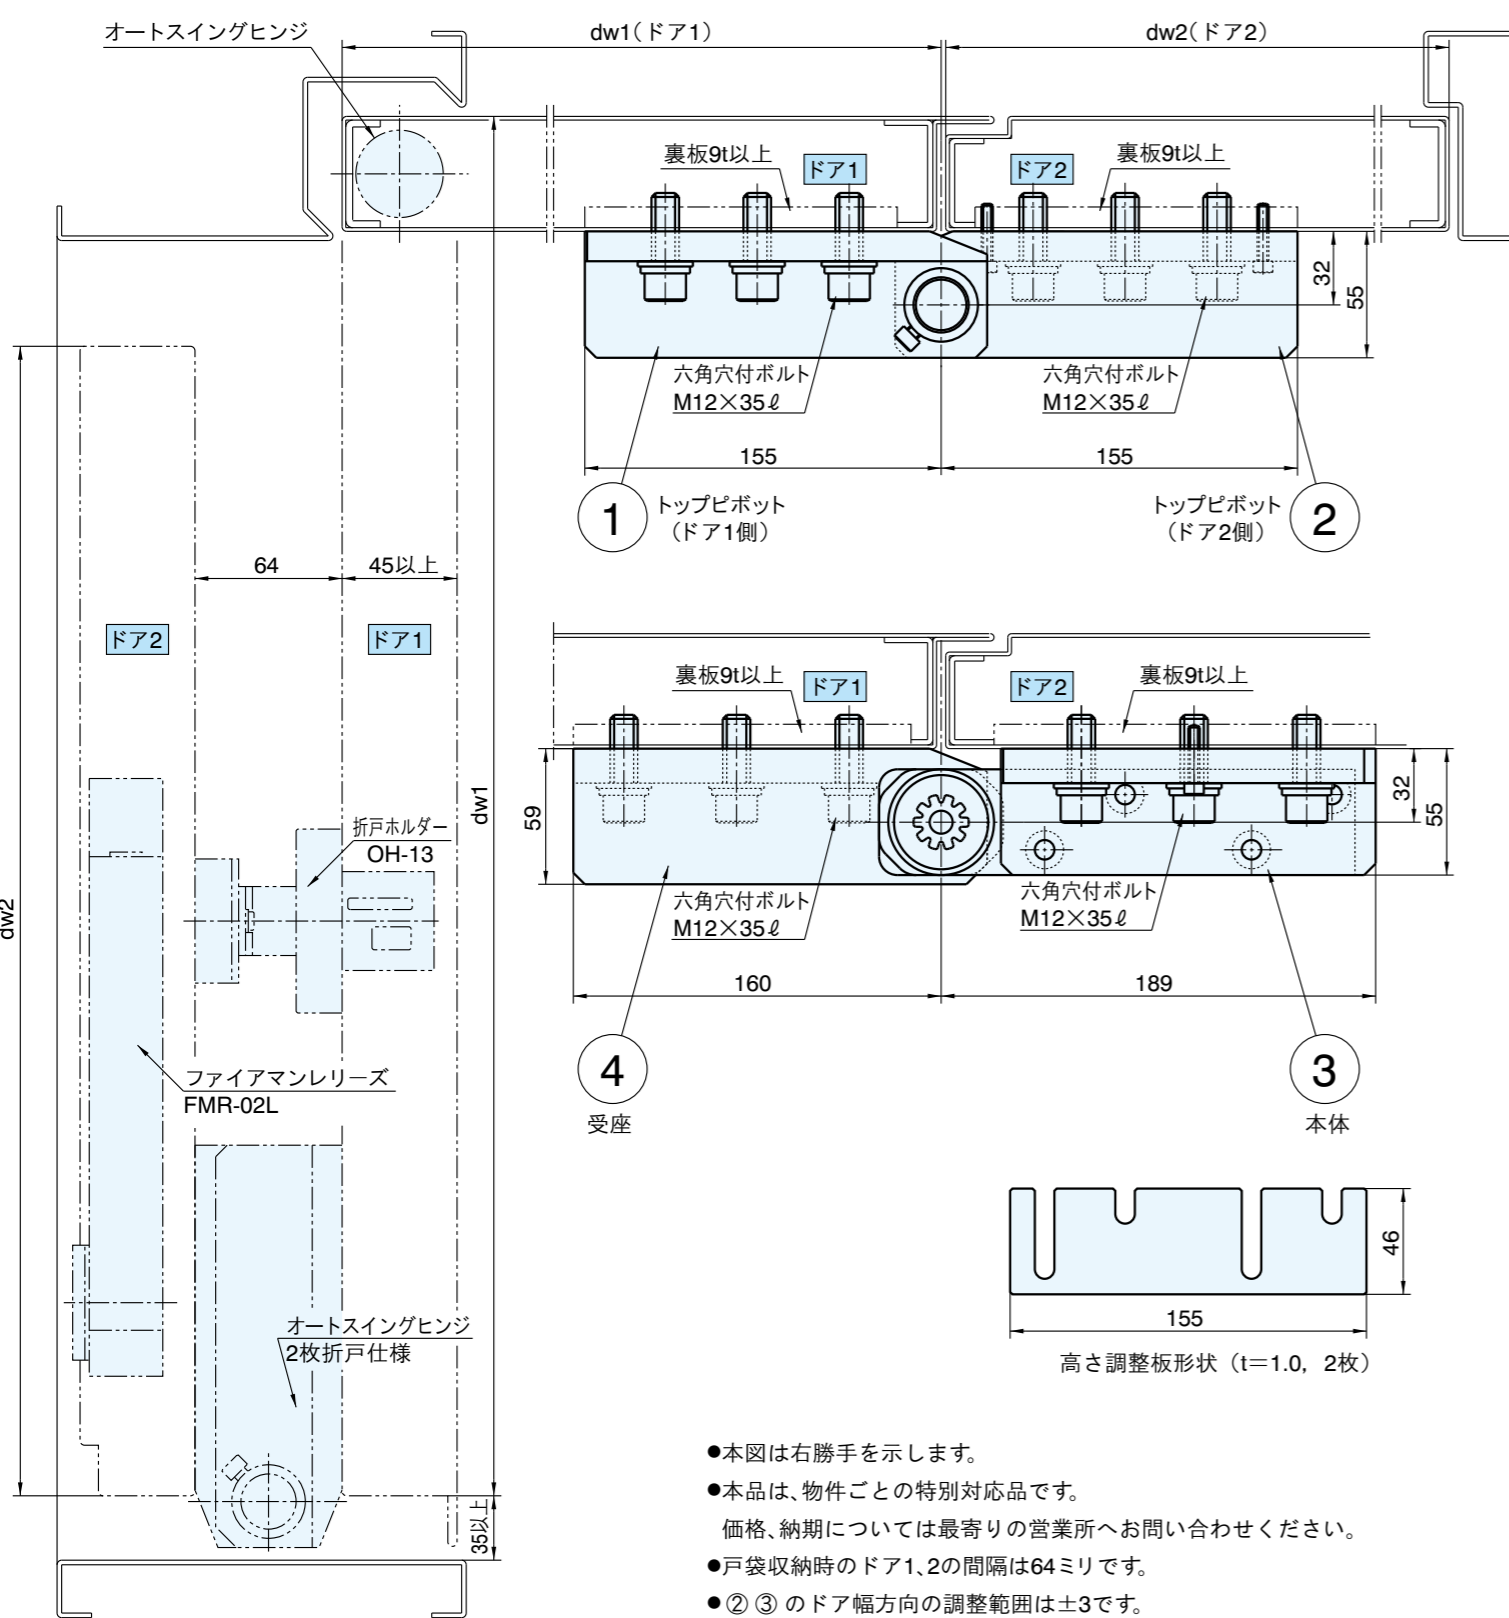 オートスイングヒンジ
dw1(ドア1)
dw2(ドア2)
裏板9t以上
ドア1
ドア2
裏板9t以上
32
55
六角穴付ボルト
M12×35ℓ
六角穴付ボルト
M12×35ℓ
155
155
1
トップピボット
(ドア1側)
トップピボット
(ドア2側)
2
64
45以上
ドア2
ドア1
dw1
dw2
折戸ホルダー
OH-13
ファイアマンレリーズ
FMR-02L
オートスイングヒンジ
2枚折戸仕様
35以上
裏板9t以上
ドア1
ドア2
裏板9t以上
59
32
55
六角穴付ボルト
M12×35ℓ
六角穴付ボルト
M12×35ℓ
160
189
4
受座
3
本体
46
155
高さ調整板形状(t=1.0, 2枚)
●本図は右勝手を示します。
●本品は、物件ごとの特別対応品です。
価格、納期については最寄りの営業所へお問い合わせください。
●戸袋収納時のドア1、2の間隔は64ミリです。
●② ③ のドア幅方向の調整範囲は±3です。